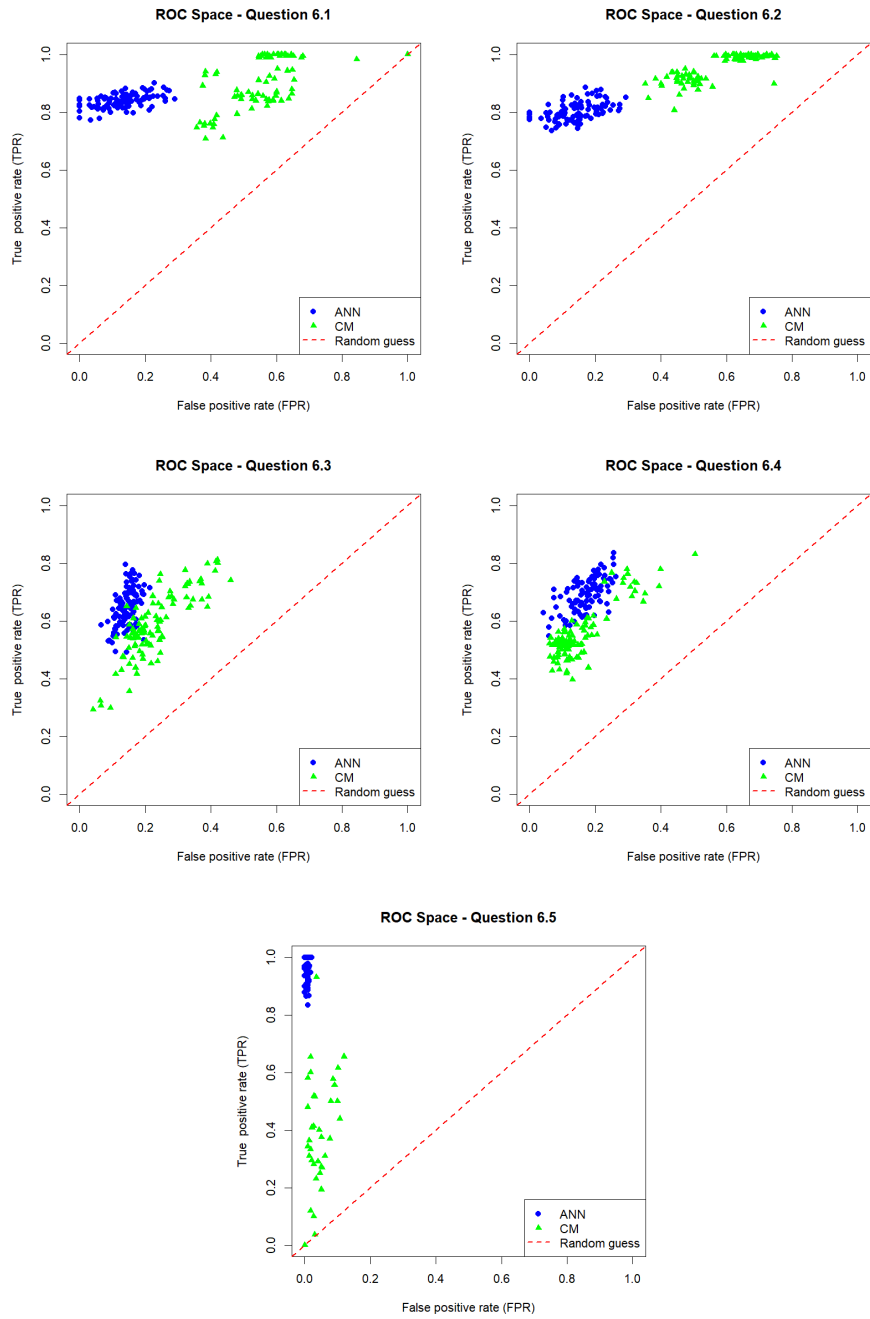 ROC Space - Question 6.1
True positive rate (TPR)
1.0
0.8
0.6
0.4
0.2
0.0
ANN
CM
Random guess
0.0 0.2 0.4 0.6 0.8 1.0
False positive rate (FPR)
ROC Space - Question 6.2
True positive rate (TPR)
1.0
0.8
0.6
0.4
0.2
0.0
ANN
CM
Random guess
0.0 0.2 0.4 0.6 0.8 1.0
False positive rate (FPR)
ROC Space - Question 6.3
True positive rate (TPR)
1.0
0.8
0.6
0.4
0.2
0.0
ANN
CM
Random guess
0.0 0.2 0.4 0.6 0.8 1.0
False positive rate (FPR)
ROC Space - Question 6.4
True positive rate (TPR)
1.0
0.8
0.6
0.4
0.2
0.0
ANN
CM
Random guess
0.0 0.2 0.4 0.6 0.8 1.0
False positive rate (FPR)
ROC Space - Question 6.5
True positive rate (TPR)
1.0
0.8
0.6
0.4
0.2
0.0
ANN
CM
Random guess
0.0 0.2 0.4 0.6 0.8 1.0
False positive rate (FPR)